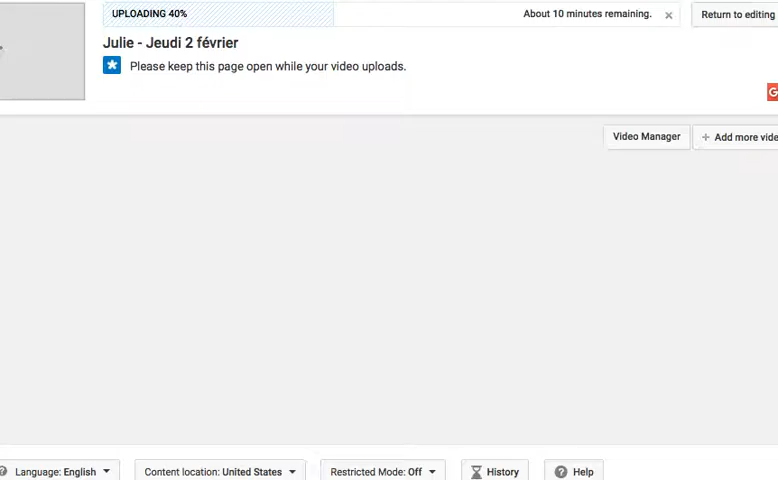 UPLOADING 40% About 10 minutes remaining. Return to editing
Julie - Jeudi 2 février
Please keep this page open while your video uploads.
G
Video Manager + Add more vide
Language: English Content location: United States Restricted Mode: Off History Help